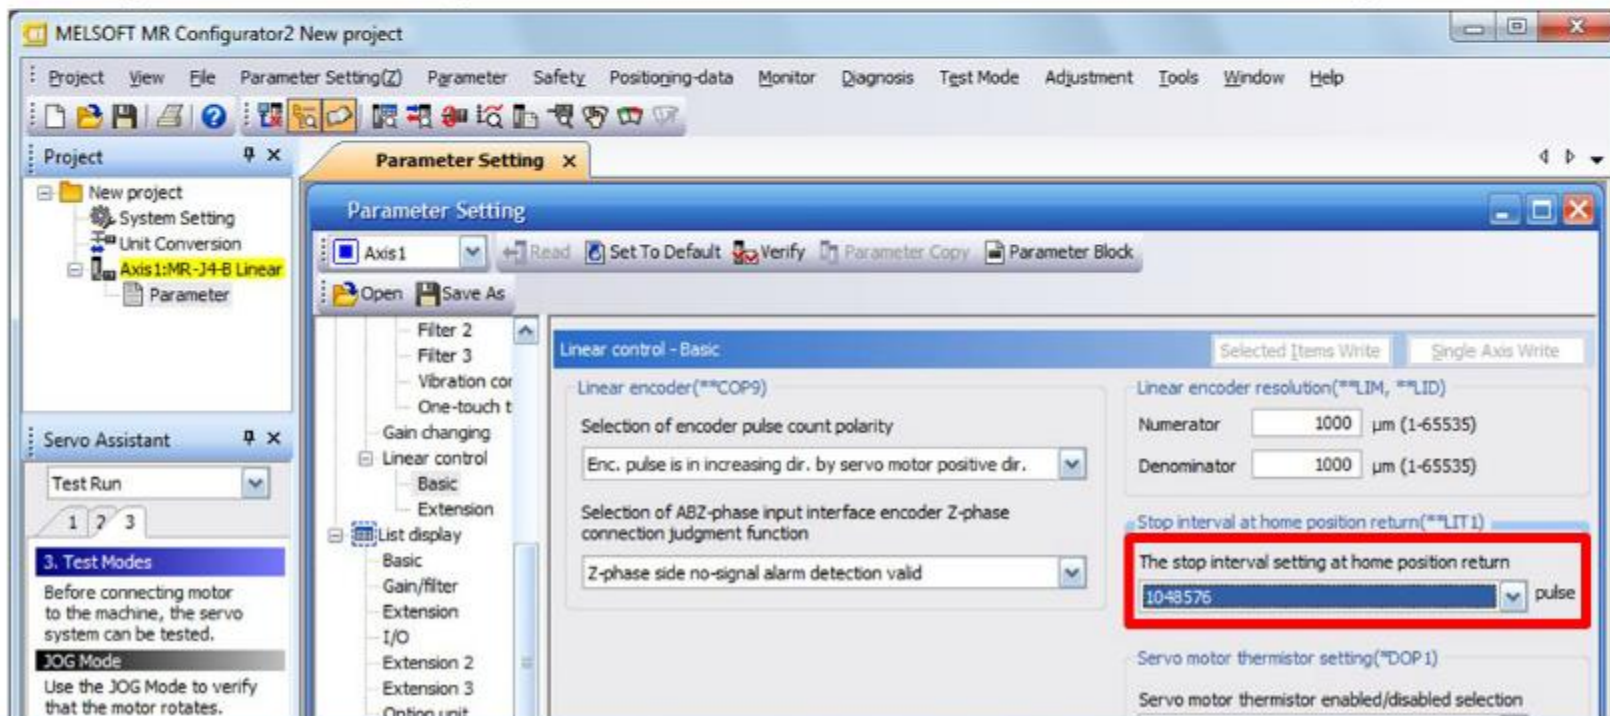 MELSOFT MR Configurator2 New project
Project View File Parameter Setting(Z) Parameter Safety Positioning-data Monitor Diagnosis Test Mode Adjustment Tools Window Help
Project
New project
System Setting
Unit Conversion
Axis1:MR-J4-B Linear
Parameter
Servo Assistant
Test Run
1 2 3
3. Test Modes
Before connecting motor
to the machine, the servo
system can be tested.
JOG Mode
Use the JOG Mode to verify
that the motor rotates.
Parameter Setting
Parameter Setting
Axis1 Read Set To Default Verify Parameter Copy Parameter Block
Open Save As
Filter 2
Filter 3
Vibration cor
One-touch t
Gain changing
Linear control
Basic
Extension
List display
Basic
Gain/filter
Extension
I/O
Extension 2
Extension 3
Option unit
Linear control - Basic
Selected Items Write Single Axis Write
Linear encoder(**COP9)
Selection of encoder pulse count polarity
Enc. pulse is in increasing dir. by servo motor positive dir.
Selection of ABZ-phase input interface encoder Z-phase
connection judgment function
Z-phase side no-signal alarm detection valid
Linear encoder resolution(**LIM, **LID)
Numerator 1000 µm (1-65535)
Denominator 1000 µm (1-65535)
Stop interval at home position return(**LIT1)
The stop interval setting at home position return
1048576 pulse
Servo motor thermistor setting(*DOP1)
Servo motor thermistor enabled/disabled selection